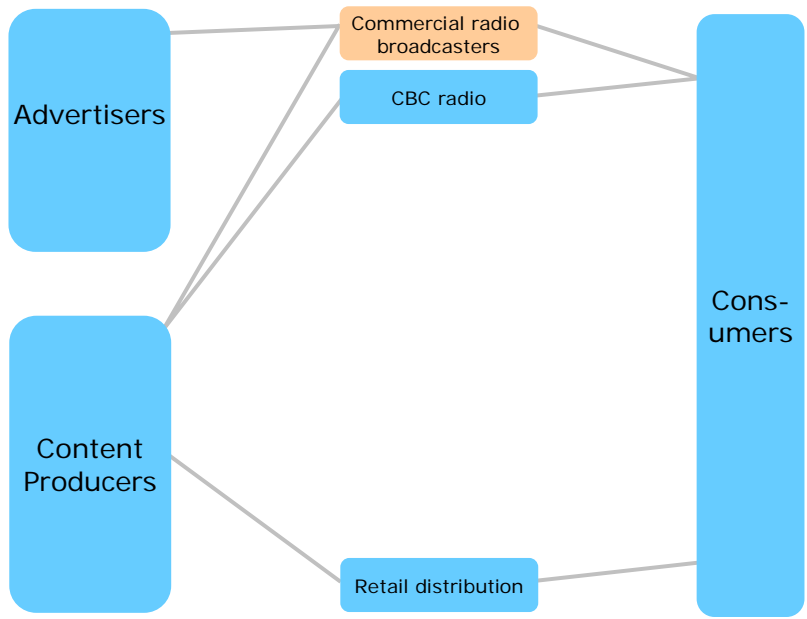 Commercial radio
broadcasters
Advertisers
CBC radio
Cons-
umers
Content
Producers
Retail distribution